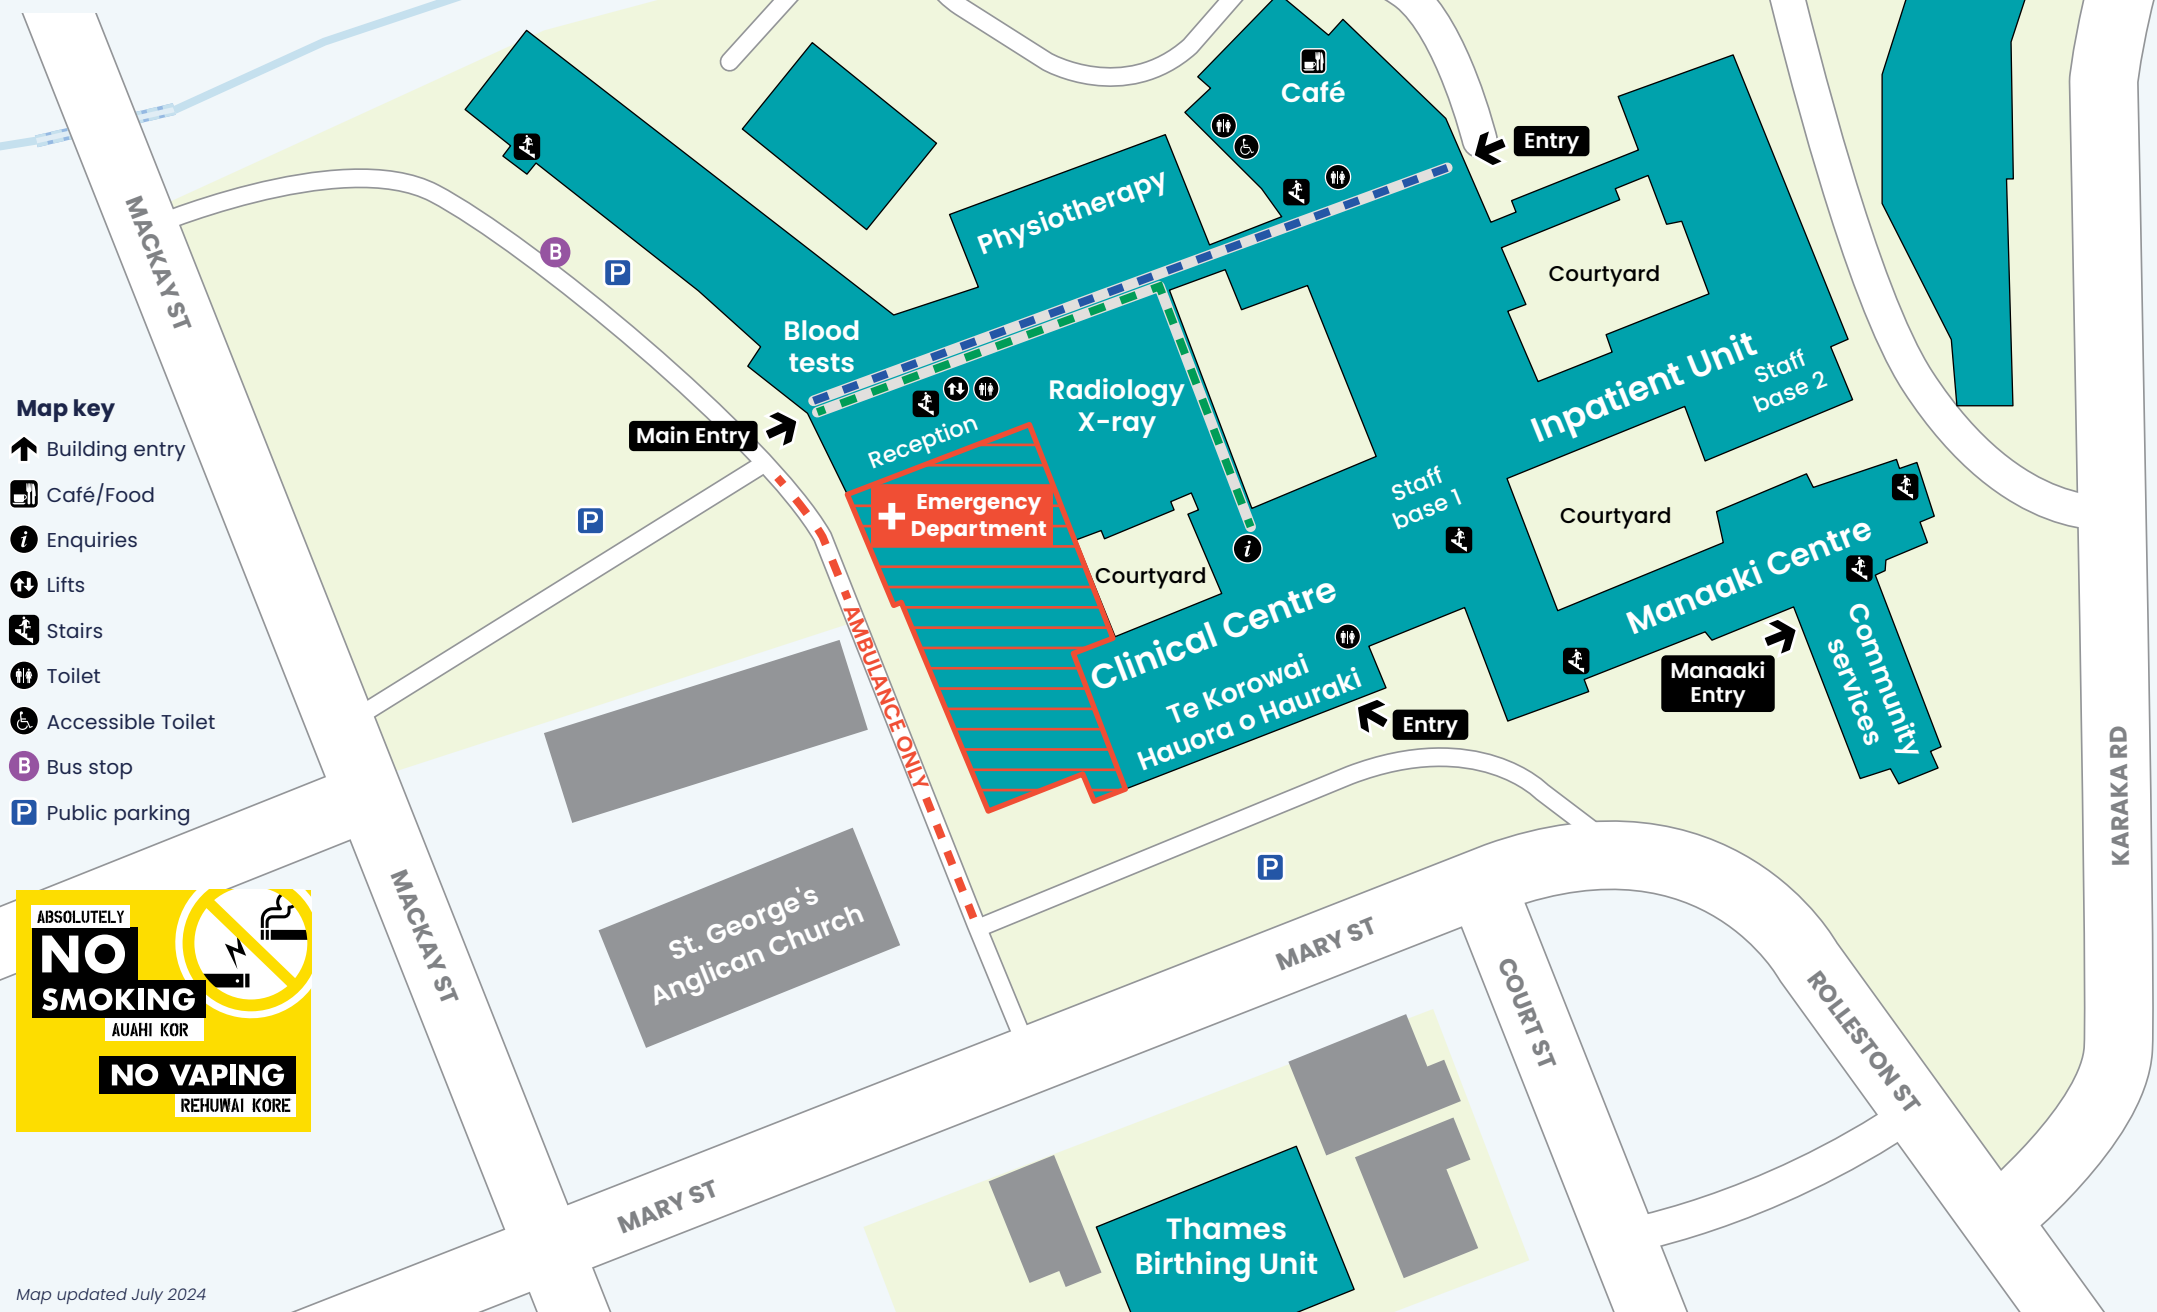 Café
Entry
Physiotherapy
MACKAY ST
Courtyard
B
P
Blood
tests
Inpatient Unit
Staff
base 2
Radiology
X-ray
Main Entry
Reception
Emergency
Department
P
Staff
base 1
Courtyard
Courtyard
i
Manaaki Centre
Clinical Centre
Te Korowai
Hauora o Hauraki
Manaaki
Entry
Community
services
Entry
AMBULANCE ONLY
KARAKA RD
P
St. George's
Anglican Church
MACKAY ST
MARY ST
COURT ST
ROLLESTON ST
MARY ST
Thames
Birthing Unit
Map key
Building entry
Café/Food
i Enquiries
Lifts
Stairs
Toilet
Accessible Toilet
B Bus stop
P Public parking
ABSOLUTELY
NO
SMOKING
AUAHI KOR
NO VAPING
REHUWAI KORE
Map updated July 2024